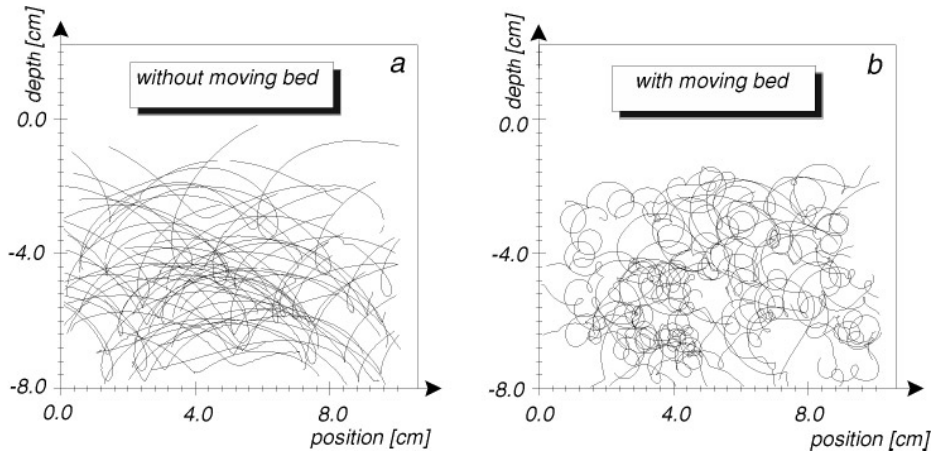 a
depth [cm]
without moving bed
0.0
-4.0
-8.0
0.0
4.0
8.0
position [cm]
b
depth [cm]
with moving bed
0.0
-4.0
-8.0
0.0
4.0
8.0
position [cm]